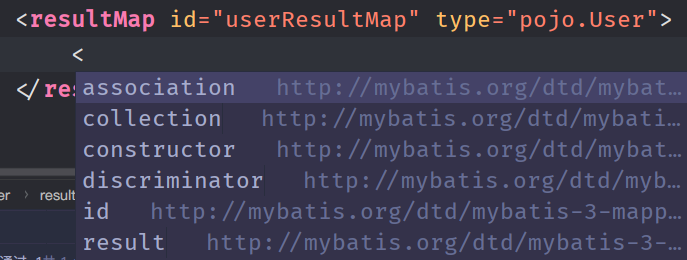 <resultMap id="userResultMap" type="pojo.User">
<
association http://mybatis.org/dtd/mybat…
</res
collection http://mybatis.org/dtd/mybati…
constructor http://mybatis.org/dtd/mybat…
discriminator http://mybatis.org/dtd/myb…
id http://mybatis.org/dtd/mybatis-3-mapp…
er › result
result http://mybatis.org/dtd/mybatis-3-…